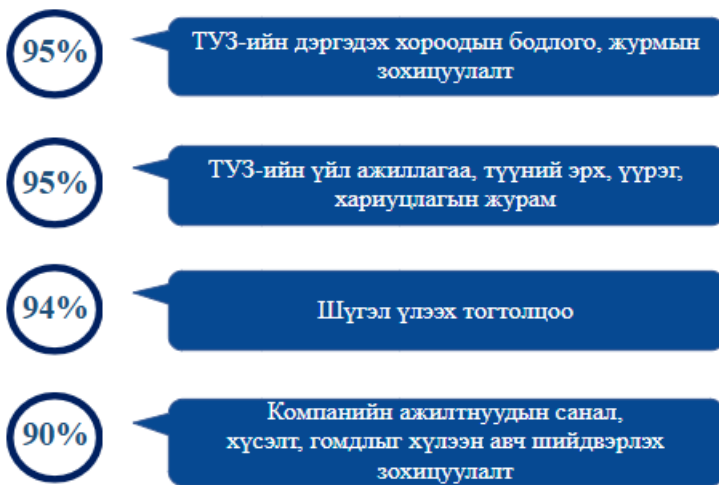 95%
ТУЗ-ийн дэргэдэх хороодын бодлого, журмын
зохицуулалт
95%
ТУЗ-ийн үйл ажиллагаа, түүний эрх, үүрэг,
хариуцлагын журам
94%
Шүгэл үлээх тогтолцоо
90%
Компанийн ажилтнуудын санал,
хүсэлт, гомдлыг хүлээн авч шийдвэрлэх
зохицуулалт